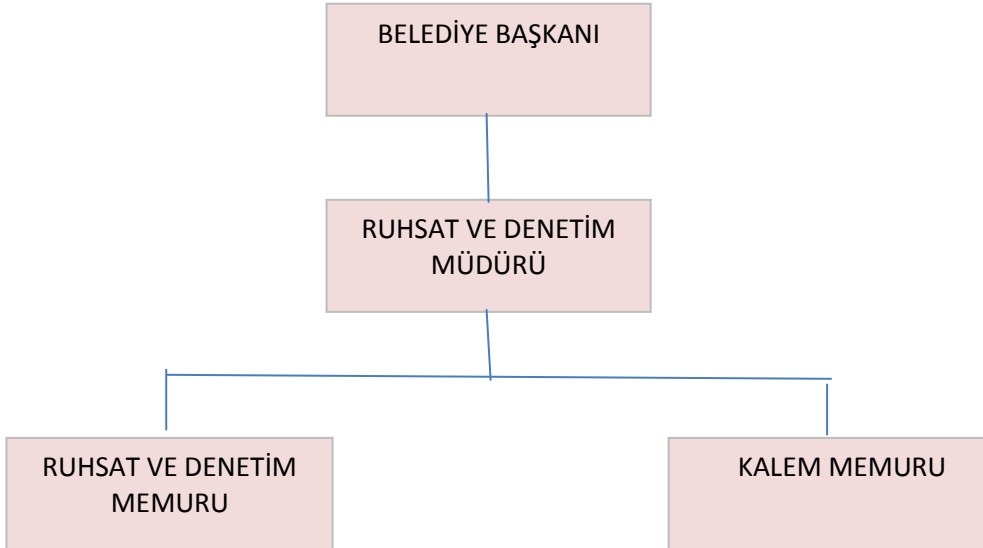 BELEDİYE BAŞKANI
RUHSAT VE DENETİM
MÜDÜRÜ
RUHSAT VE DENETİM
MEMURU
KALEM MEMURU